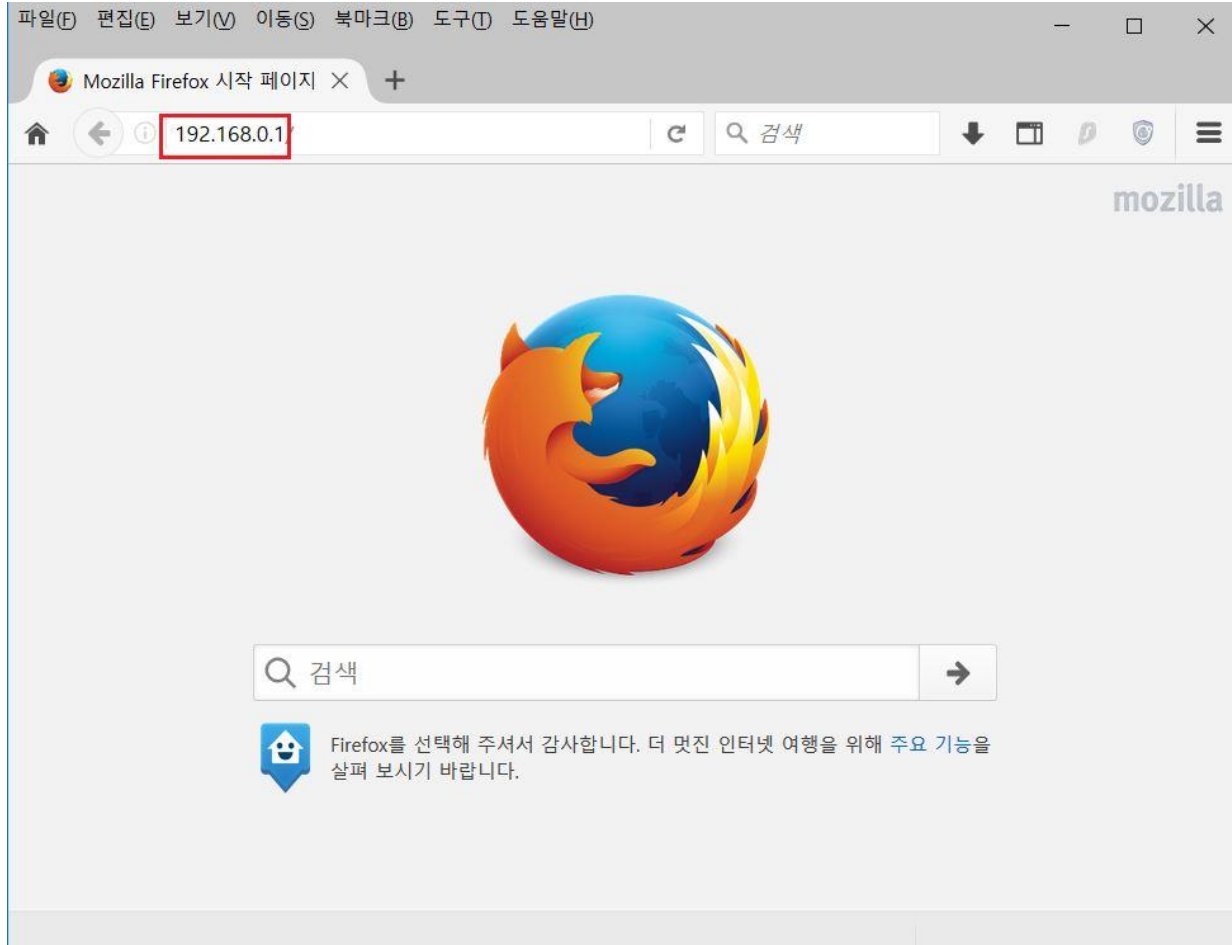 파일(F) 편집(E) 보기(V) 이동(S) 북마크(B) 도구(T) 도움말(H)
Mozilla Firefox 시작 페이지
192.168.0.1/
검색
mozilla
검색
Firefox를 선택해 주셔서 감사합니다. 더 멋진 인터넷 여행을 위해 주요 기능을
살펴 보시기 바랍니다.